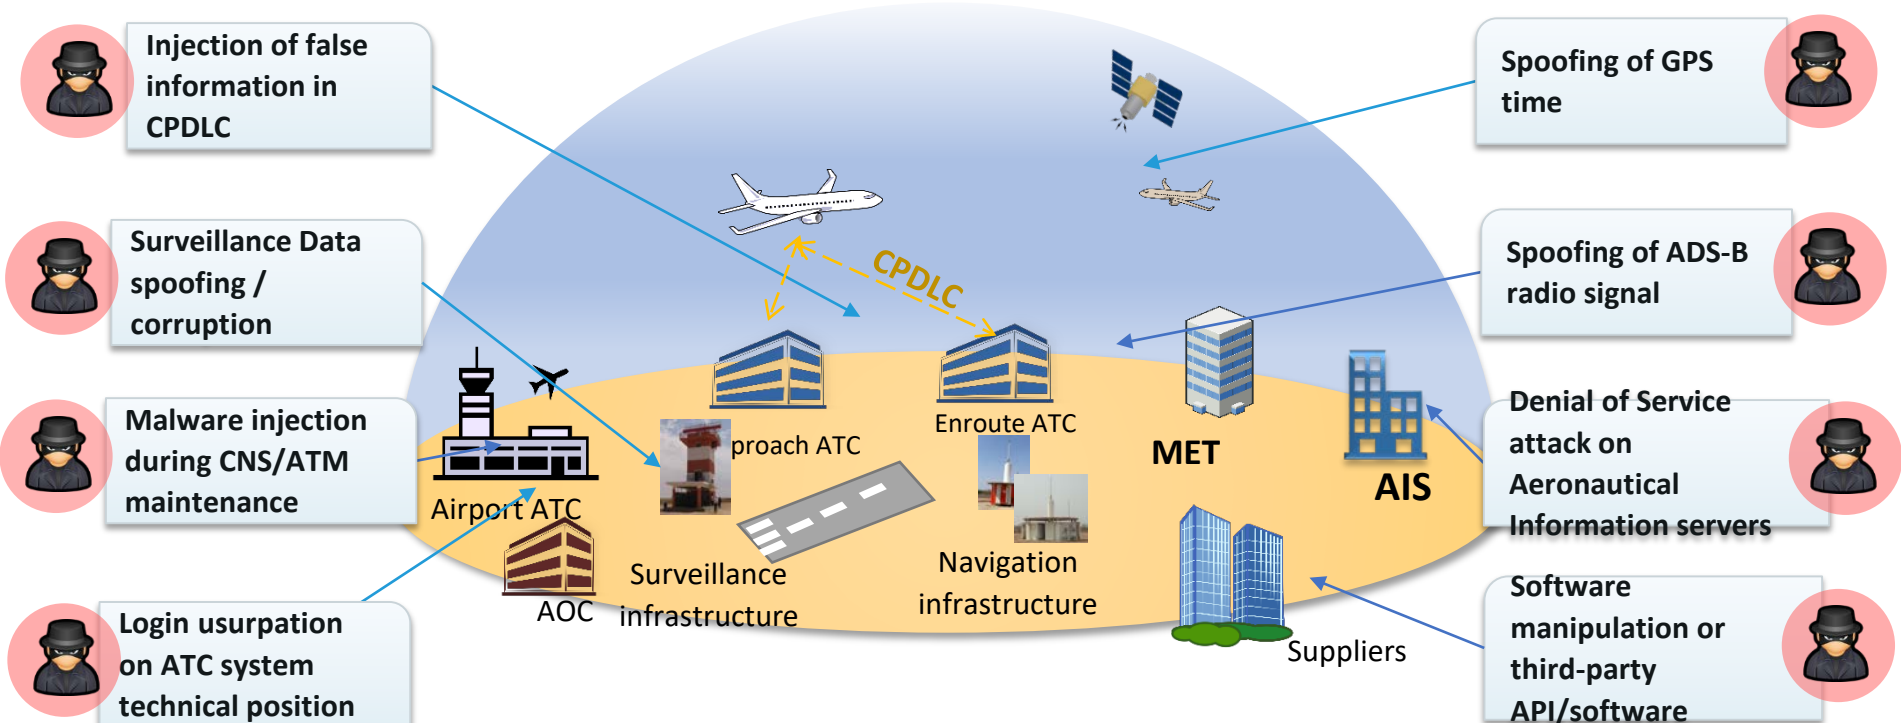 Injection of false
information in
CPDLC
Surveillance Data
spoofing /
corruption
Malware injection
during CNS/ATM
maintenance
Login usurpation
on ATC system
technical position
CPDLC
proach ATC
Enroute ATC
MET
AIS
Airport ATC
AOC
Surveillance
infrastructure
Navigation
infrastructure
Suppliers
Spoofing of GPS
time
Spoofing of ADS-B
radio signal
Denial of Service
attack on
Aeronautical
Information servers
Software
manipulation or
third-party
API/software